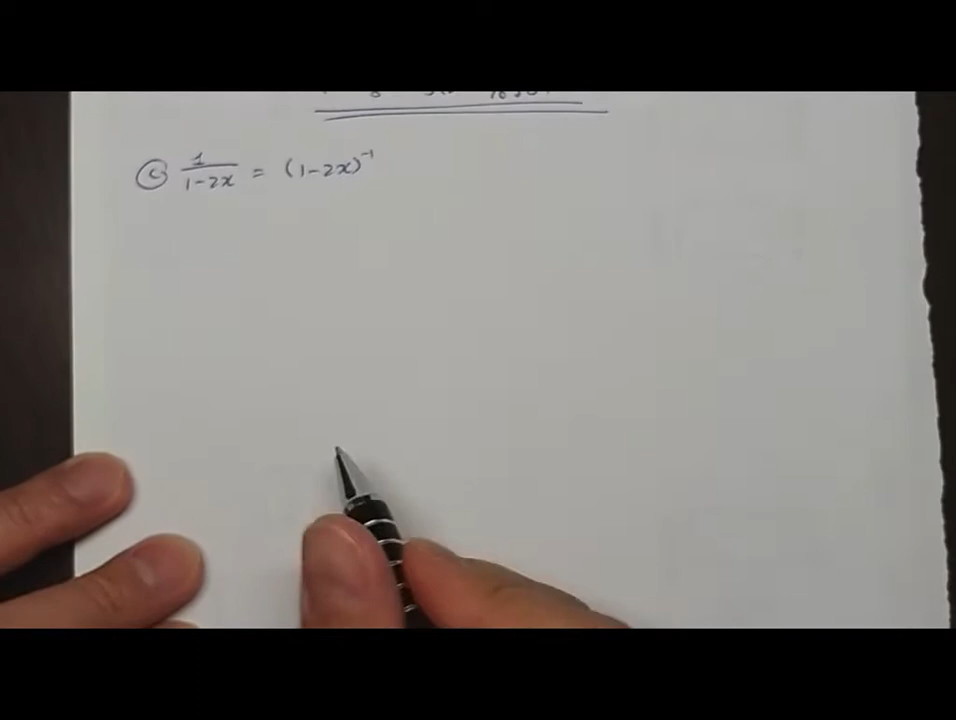 (c) 1/(1-2x) = (1-2x)^-1